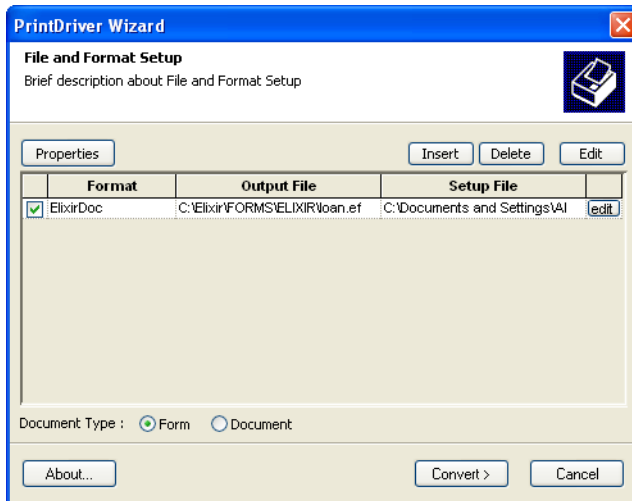 PrintDriver Wizard
File and Format Setup
Brief description about File and Format Setup
Properties Insert Delete Edit
Format Output File Setup File
ElixirDoc C:\Elixir\FORMS\ELIXIR\loan.ef C:\Documents and Settings\Al edit
Document Type : Form Document
About... Convert > Cancel